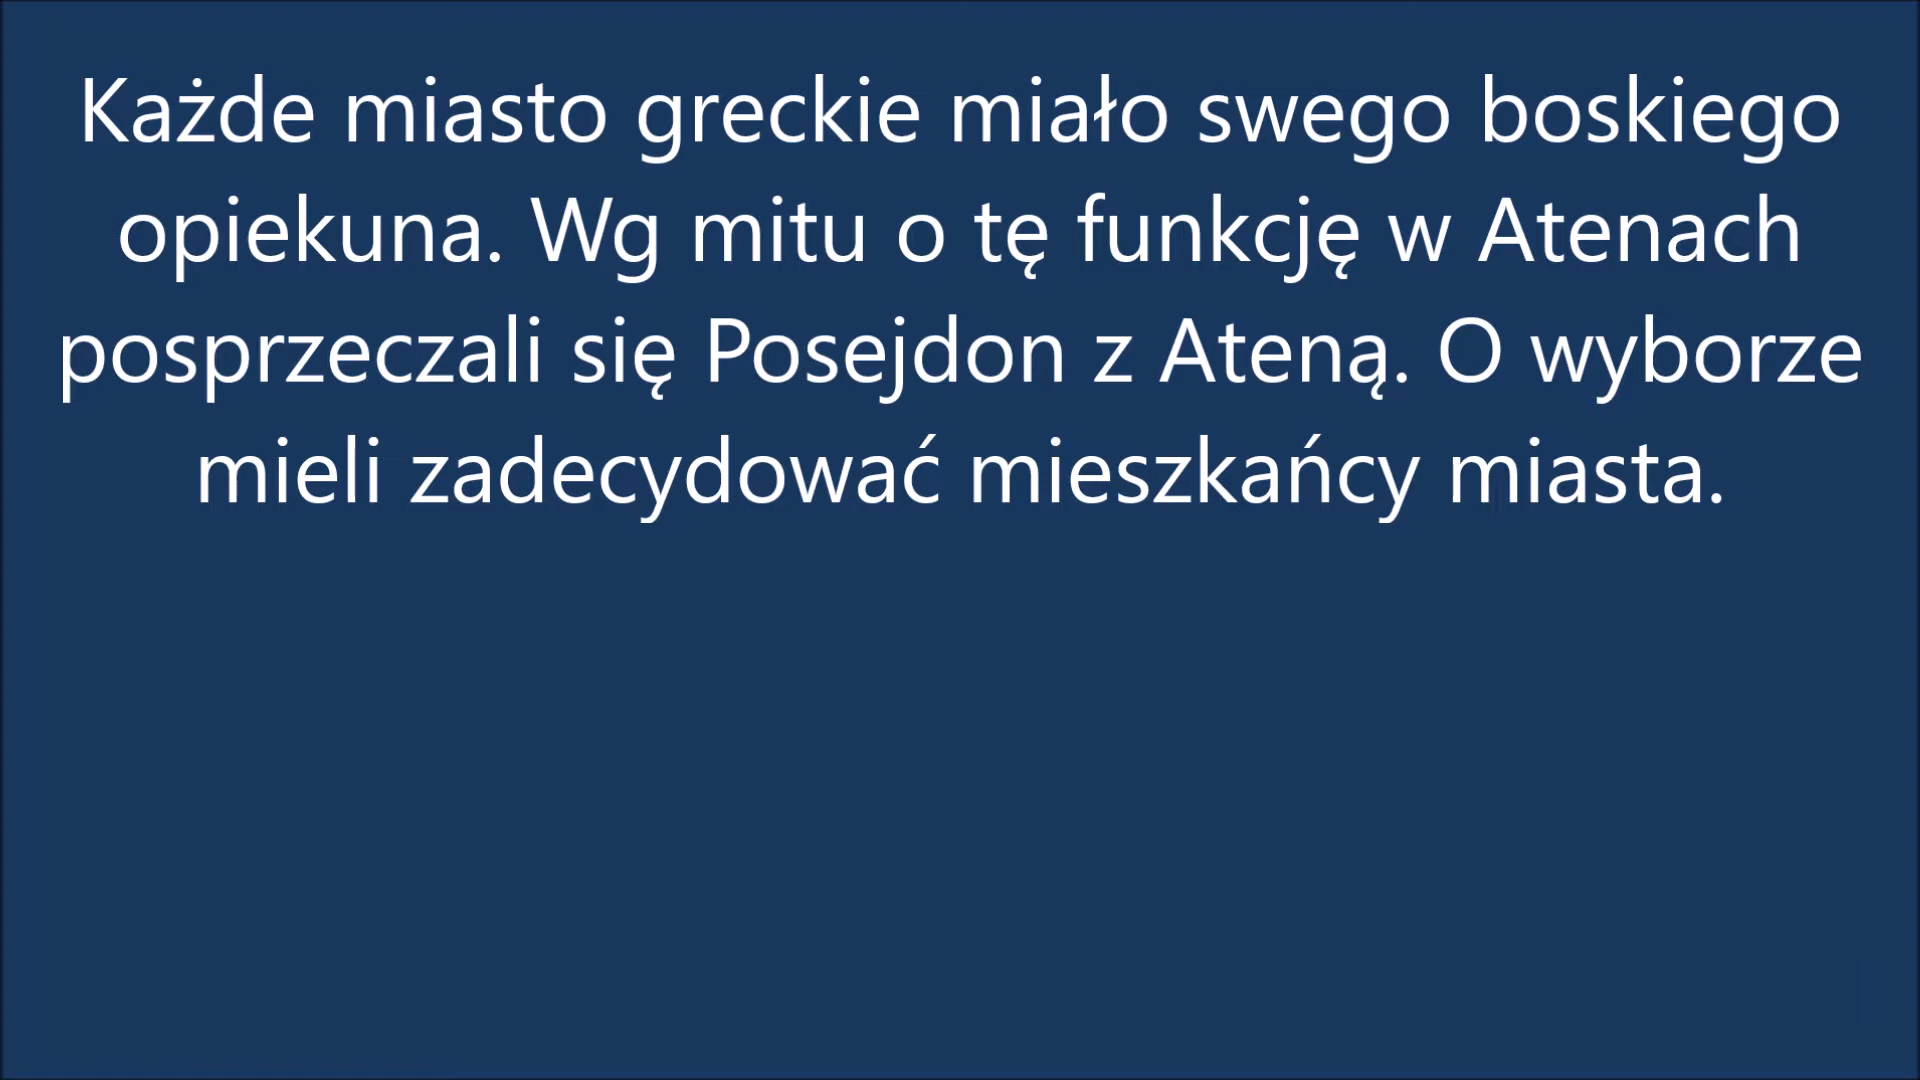 Każde miasto greckie miało swego boskiego
opiekuna. Wg mitu o tę funkcję w Atenach
posprzeczali się Posejdon z Ateną. O wyborze
mieli zadecydować mieszkańcy miasta.